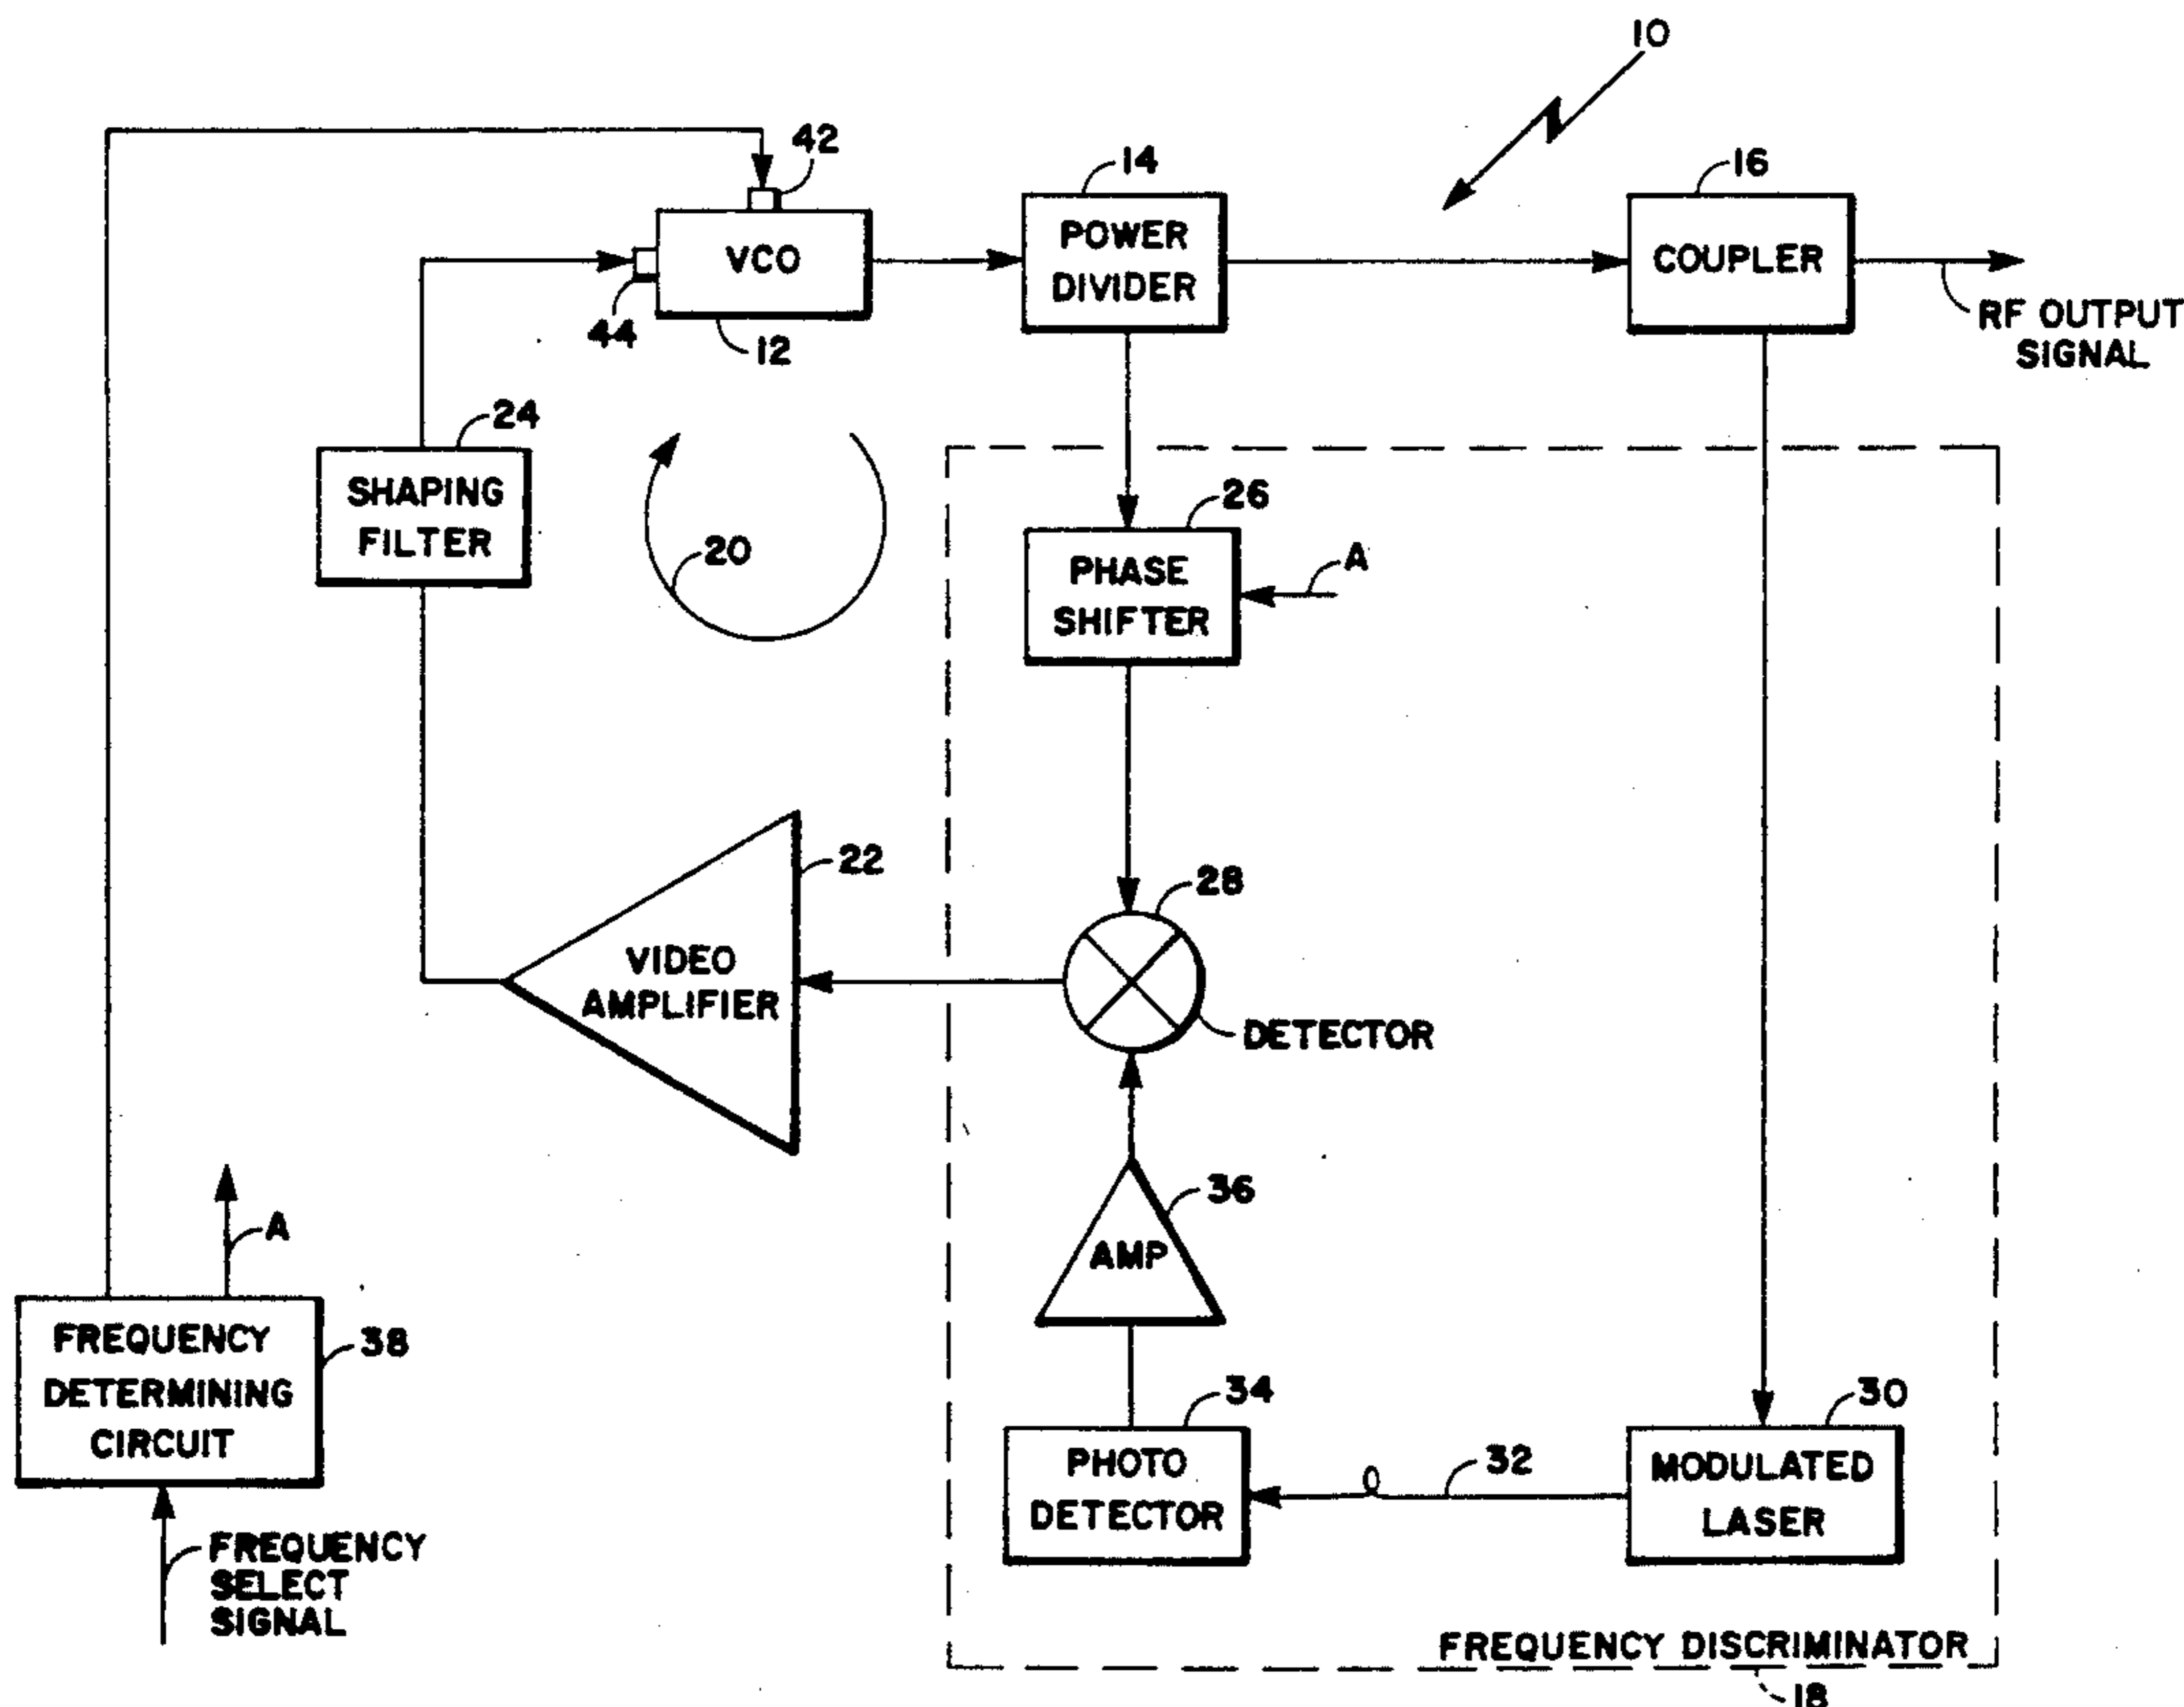 10
42
14
16
VCO
POWER
DIVIDER
COUPLER
44
12
RF OUTPUT
SIGNAL
24
SHAPING
FILTER
20
26
PHASE
SHIFTER
A
22
VIDEO
AMPLIFIER
28
DETECTOR
36
AMP
A
FREQUENCY
DETERMINING
CIRCUIT
38
34
PHOTO
DETECTOR
32
30
MODULATED
LASER
FREQUENCY
SELECT
SIGNAL
FREQUENCY DISCRIMINATOR
18